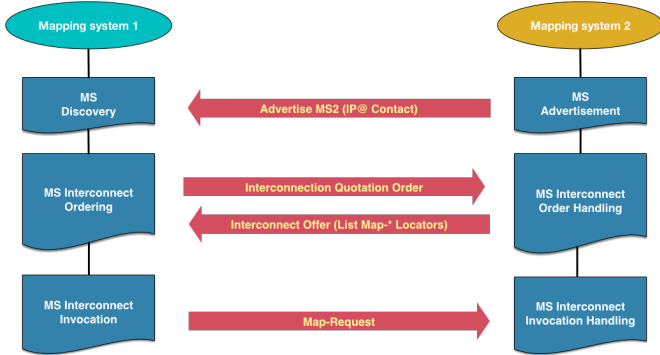 Mapping system 1
Mapping system 2
MS
Discovery
Advertise MS2 (IP@ Contact)
MS
Advertisement
MS Interconnect
Ordering
Interconnection Quotation Order
Interconnect Offer (List Map-* Locators)
MS Interconnect
Order Handling
MS Interconnect
Invocation
Map-Request
MS Interconnect
Invocation Handling